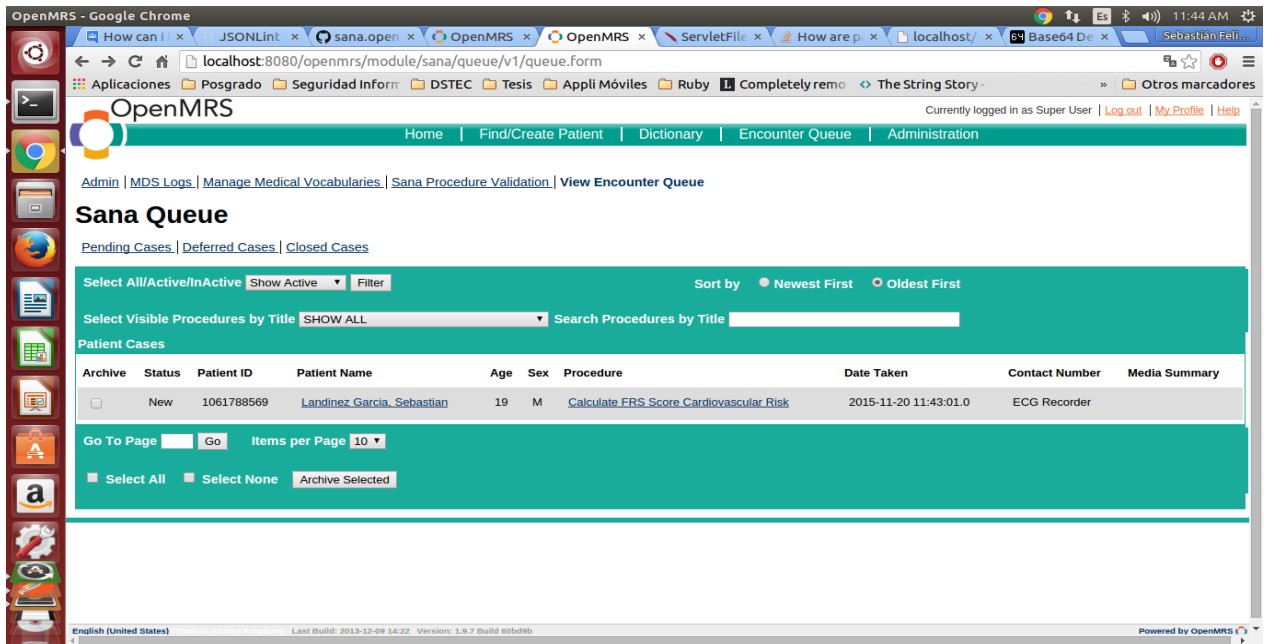 OpenMRS - Google Chrome
Es 11:44 AM
How can I JSONLint sana.open OpenMRS OpenMRS ServletFile How are p localhost/ Base64 De Sebastián Feli...
localhost:8080/openmrs/module/sana/queue/v1/queue.form
Aplicaciones Posgrado Seguridad Inform DSTEC Tesis Appli Móviles Ruby Completely remo The String Story - » Otros marcadores
OpenMRS
Currently logged in as Super User | Log out | My Profile | Help
Home | Find/Create Patient | Dictionary | Encounter Queue | Administration
Admin | MDS Logs | Manage Medical Vocabularies | Sana Procedure Validation | View Encounter Queue
Sana Queue
Pending Cases | Deferred Cases | Closed Cases
Select All/Active/InActive Show Active Filter Sort by Newest First Oldest First
Select Visible Procedures by Title SHOW ALL Search Procedures by Title
Patient Cases
Archive Status Patient ID Patient Name Age Sex Procedure Date Taken Contact Number Media Summary
New 1061788569 Landinez Garcia, Sebastian 19 M Calculate FRS Score Cardiovascular Risk 2015-11-20 11:43:01.0 ECG Recorder
Go To Page Go Items per Page 10
Select All Select None Archive Selected
English (United States) Last Build: 2013-12-09 14:22 Version: 1.9.7 Build 60bd9b Powered by OpenMRS